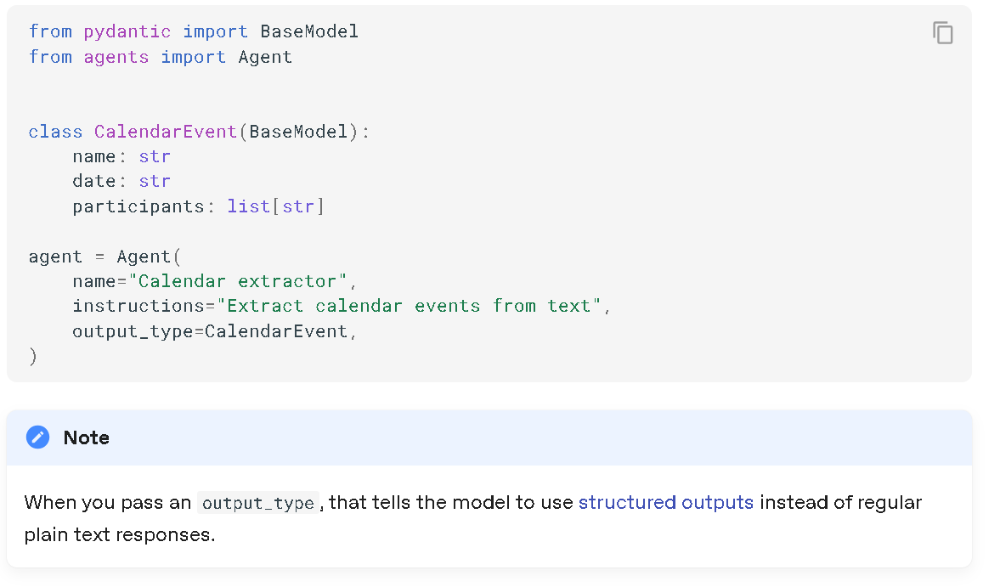 from pydantic import BaseModel
from agents import Agent
class CalendarEvent(BaseModel):
    name: str
    date: str
    participants: list[str]
agent = Agent(
    name="Calendar extractor",
    instructions="Extract calendar events from text",
    output_type=CalendarEvent,
)
Note
When you pass an output_type, that tells the model to use structured outputs instead of regular
plain text responses.